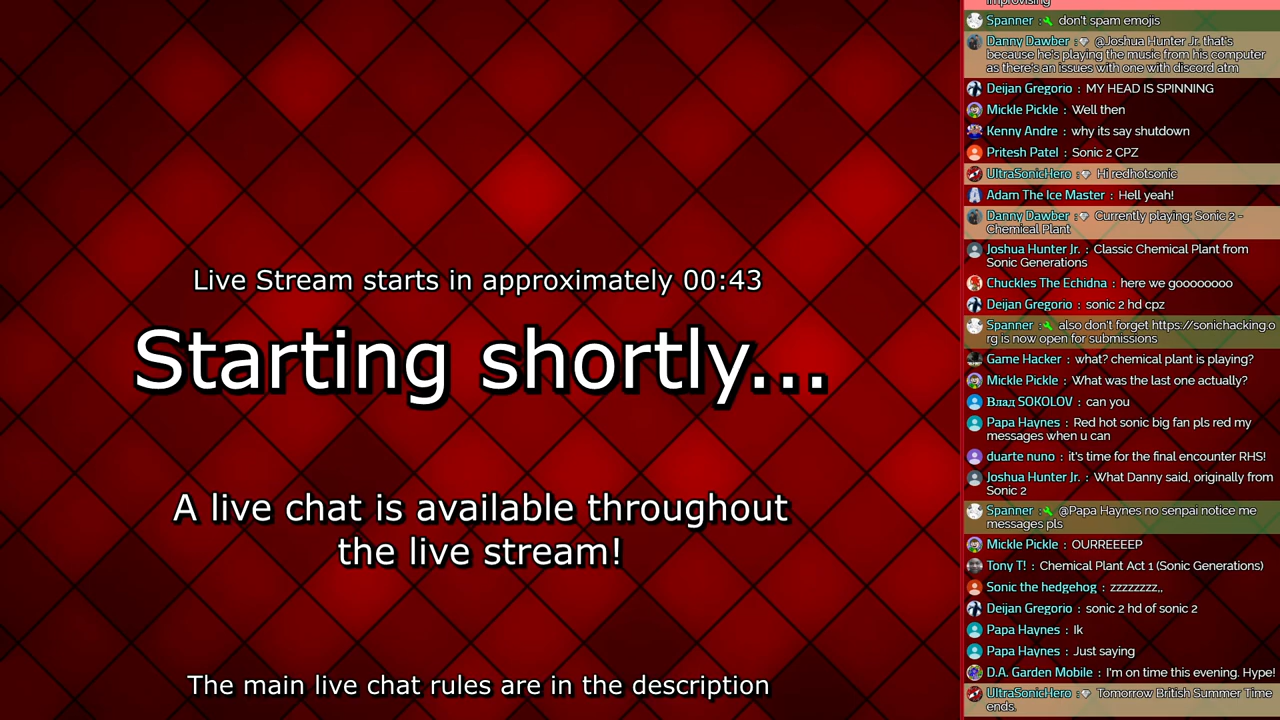 Live Stream starts in approximately 00:43
Starting shortly...
A live chat is available throughout
the live stream!
The main live chat rules are in the description
improvising
Spanner : don't spam emojis
Danny Dawber : @Joshua Hunter Jr. that's
because he's playing the music from his computer
as there's an issues with one with discord atm
Deijan Gregorio : MY HEAD IS SPINNING
Mickle Pickle : Well then
Kenny Andre : why its say shutdown
Pritesh Patel : Sonic 2 CPZ
UltraSonicHero : Hi redhotsonic
Adam The Ice Master : Hell yeah!
Danny Dawber : Currently playing: Sonic 2 -
Chemical Plant
Joshua Hunter Jr. : Classic Chemical Plant from
Sonic Generations
Chuckles The Echidna : here we goooooooo
Deijan Gregorio : sonic 2 hd cpz
Spanner : also don't forget https://sonichacking.o
rg is now open for submissions
Game Hacker : what? chemical plant is playing?
Mickle Pickle : What was the last one actually?
Влад SOKOLOV : can you
Papa Haynes : Red hot sonic big fan pls red my
messages when u can
duarte nuno : it's time for the final encounter RHS!
Joshua Hunter Jr. : What Danny said, originally from
Sonic 2
Spanner : @Papa Haynes no senpai notice me
messages pls
Mickle Pickle : OURREEEEP
Tony T! : Chemical Plant Act 1 (Sonic Generations)
Sonic the hedgehog : zzzzzzzz,,
Deijan Gregorio : sonic 2 hd of sonic 2
Papa Haynes : Ik
Papa Haynes : Just saying
D.A. Garden Mobile : I'm on time this evening. Hype!
UltraSonicHero : Tomorrow British Summer Time
ends.